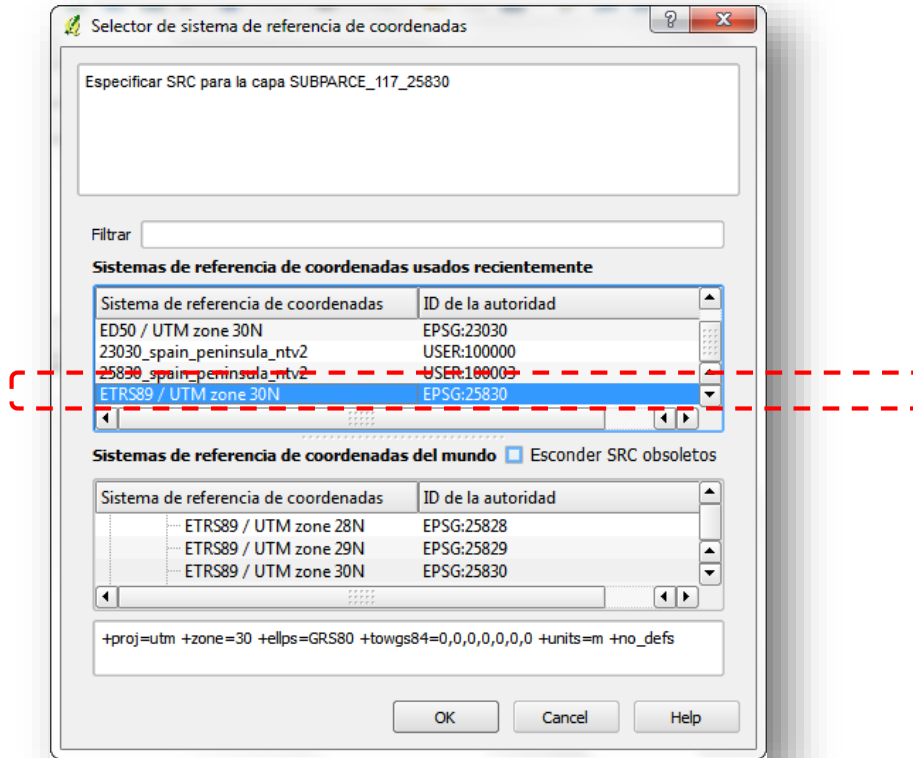 Selector de sistema de referencia de coordenadas
Especificar SRC para la capa SUBPARCE_117_25830
Filtrar
Sistemas de referencia de coordenadas usados recientemente
Sistema de referencia de coordenadas ID de la autoridad
ED50 / UTM zone 30N EPSG:23030
23030_spain_peninsula_ntv2 USER:100000
25830_spain_peninsula_ntv2 USER:100003
ETRS89 / UTM zone 30N EPSG:25830
Sistemas de referencia de coordenadas del mundo Esconder SRC obsoletos
Sistema de referencia de coordenadas ID de la autoridad
ETRS89 / UTM zone 28N EPSG:25828
ETRS89 / UTM zone 29N EPSG:25829
ETRS89 / UTM zone 30N EPSG:25830
+proj=utm +zone=30 +ellps=GRS80 +towgs84=0,0,0,0,0,0,0 +units=m +no_defs
OK Cancel Help